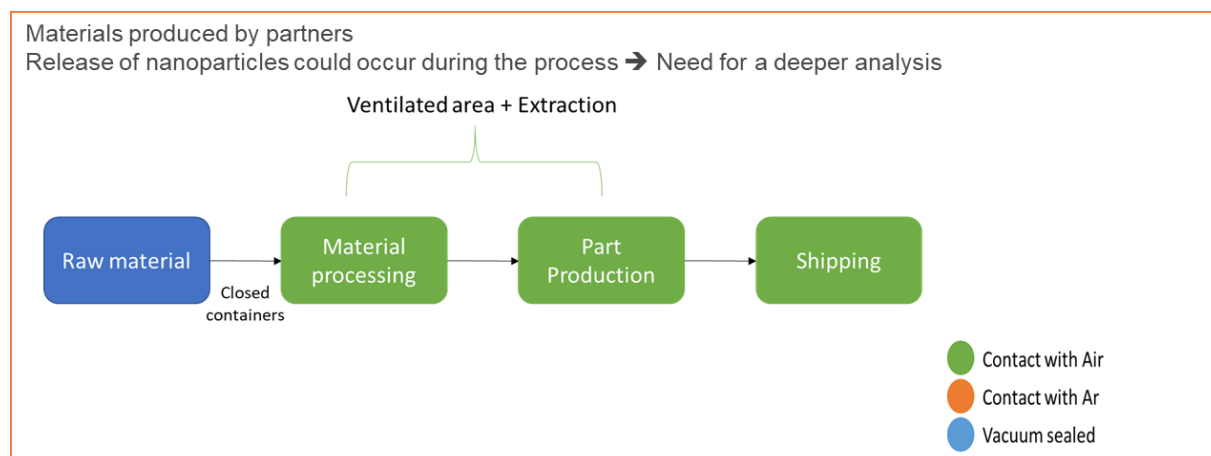 Materials produced by partners
Release of nanoparticles could occur during the process ➔ Need for a deeper analysis
Ventilated area + Extraction
Raw material
Closed
containers
Material
processing
Part
Production
Shipping
Contact with Air
Contact with Ar
Vacuum sealed